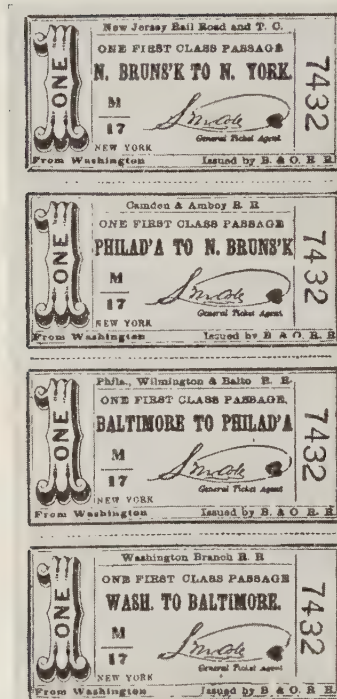 New Jersey Rail Road and T. C.
ONE FIRST CLASS PASSAGE
N. BRUNS'K TO N. YORK.
ONE
M
17
NEW YORK
General Ticket Agent
7432
From Washington
Issued by B. & O. R. R.
Camden & Amboy R. R.
ONE FIRST CLASS PASSAGE
PHILAD'A TO N. BRUNS'K
ONE
M
17
NEW YORK
General Ticket Agent
7432
From Washington
Issued by B & O. R. R.
Phila., Wilmington & Balto R. R.
ONE FIRST CLASS PASSAGE.
BALTIMORE TO PHILAD'A
ONE
M
17
NEW YORK
General Ticket Agent
7432
From Washington
Issued by B. & O R. R.
Washington Branch R. R
ONE FIRST CLASS PASSAGE
WASH. TO BALTIMORE.
ONE
M
17
NEW YORK
General Ticket Agent
7432
From Washington
Issued by B & O. R. R.